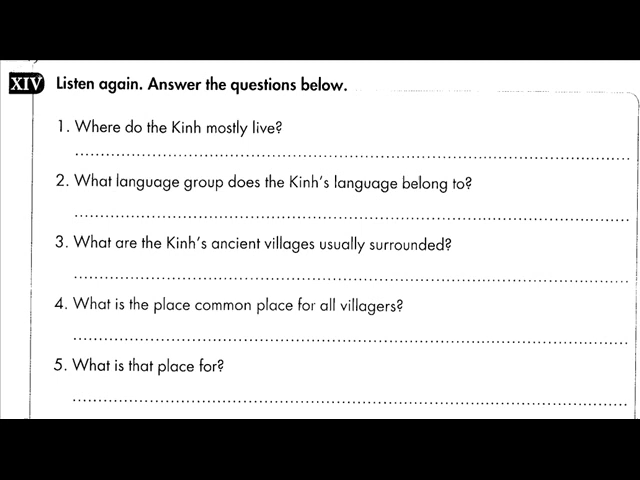 XIV Listen again. Answer the questions below.
1. Where do the Kinh mostly live?
2. What language group does the Kinh's language belong to?
3. What are the Kinh's ancient villages usually surrounded?
4. What is the place common place for all villagers?
5. What is that place for?